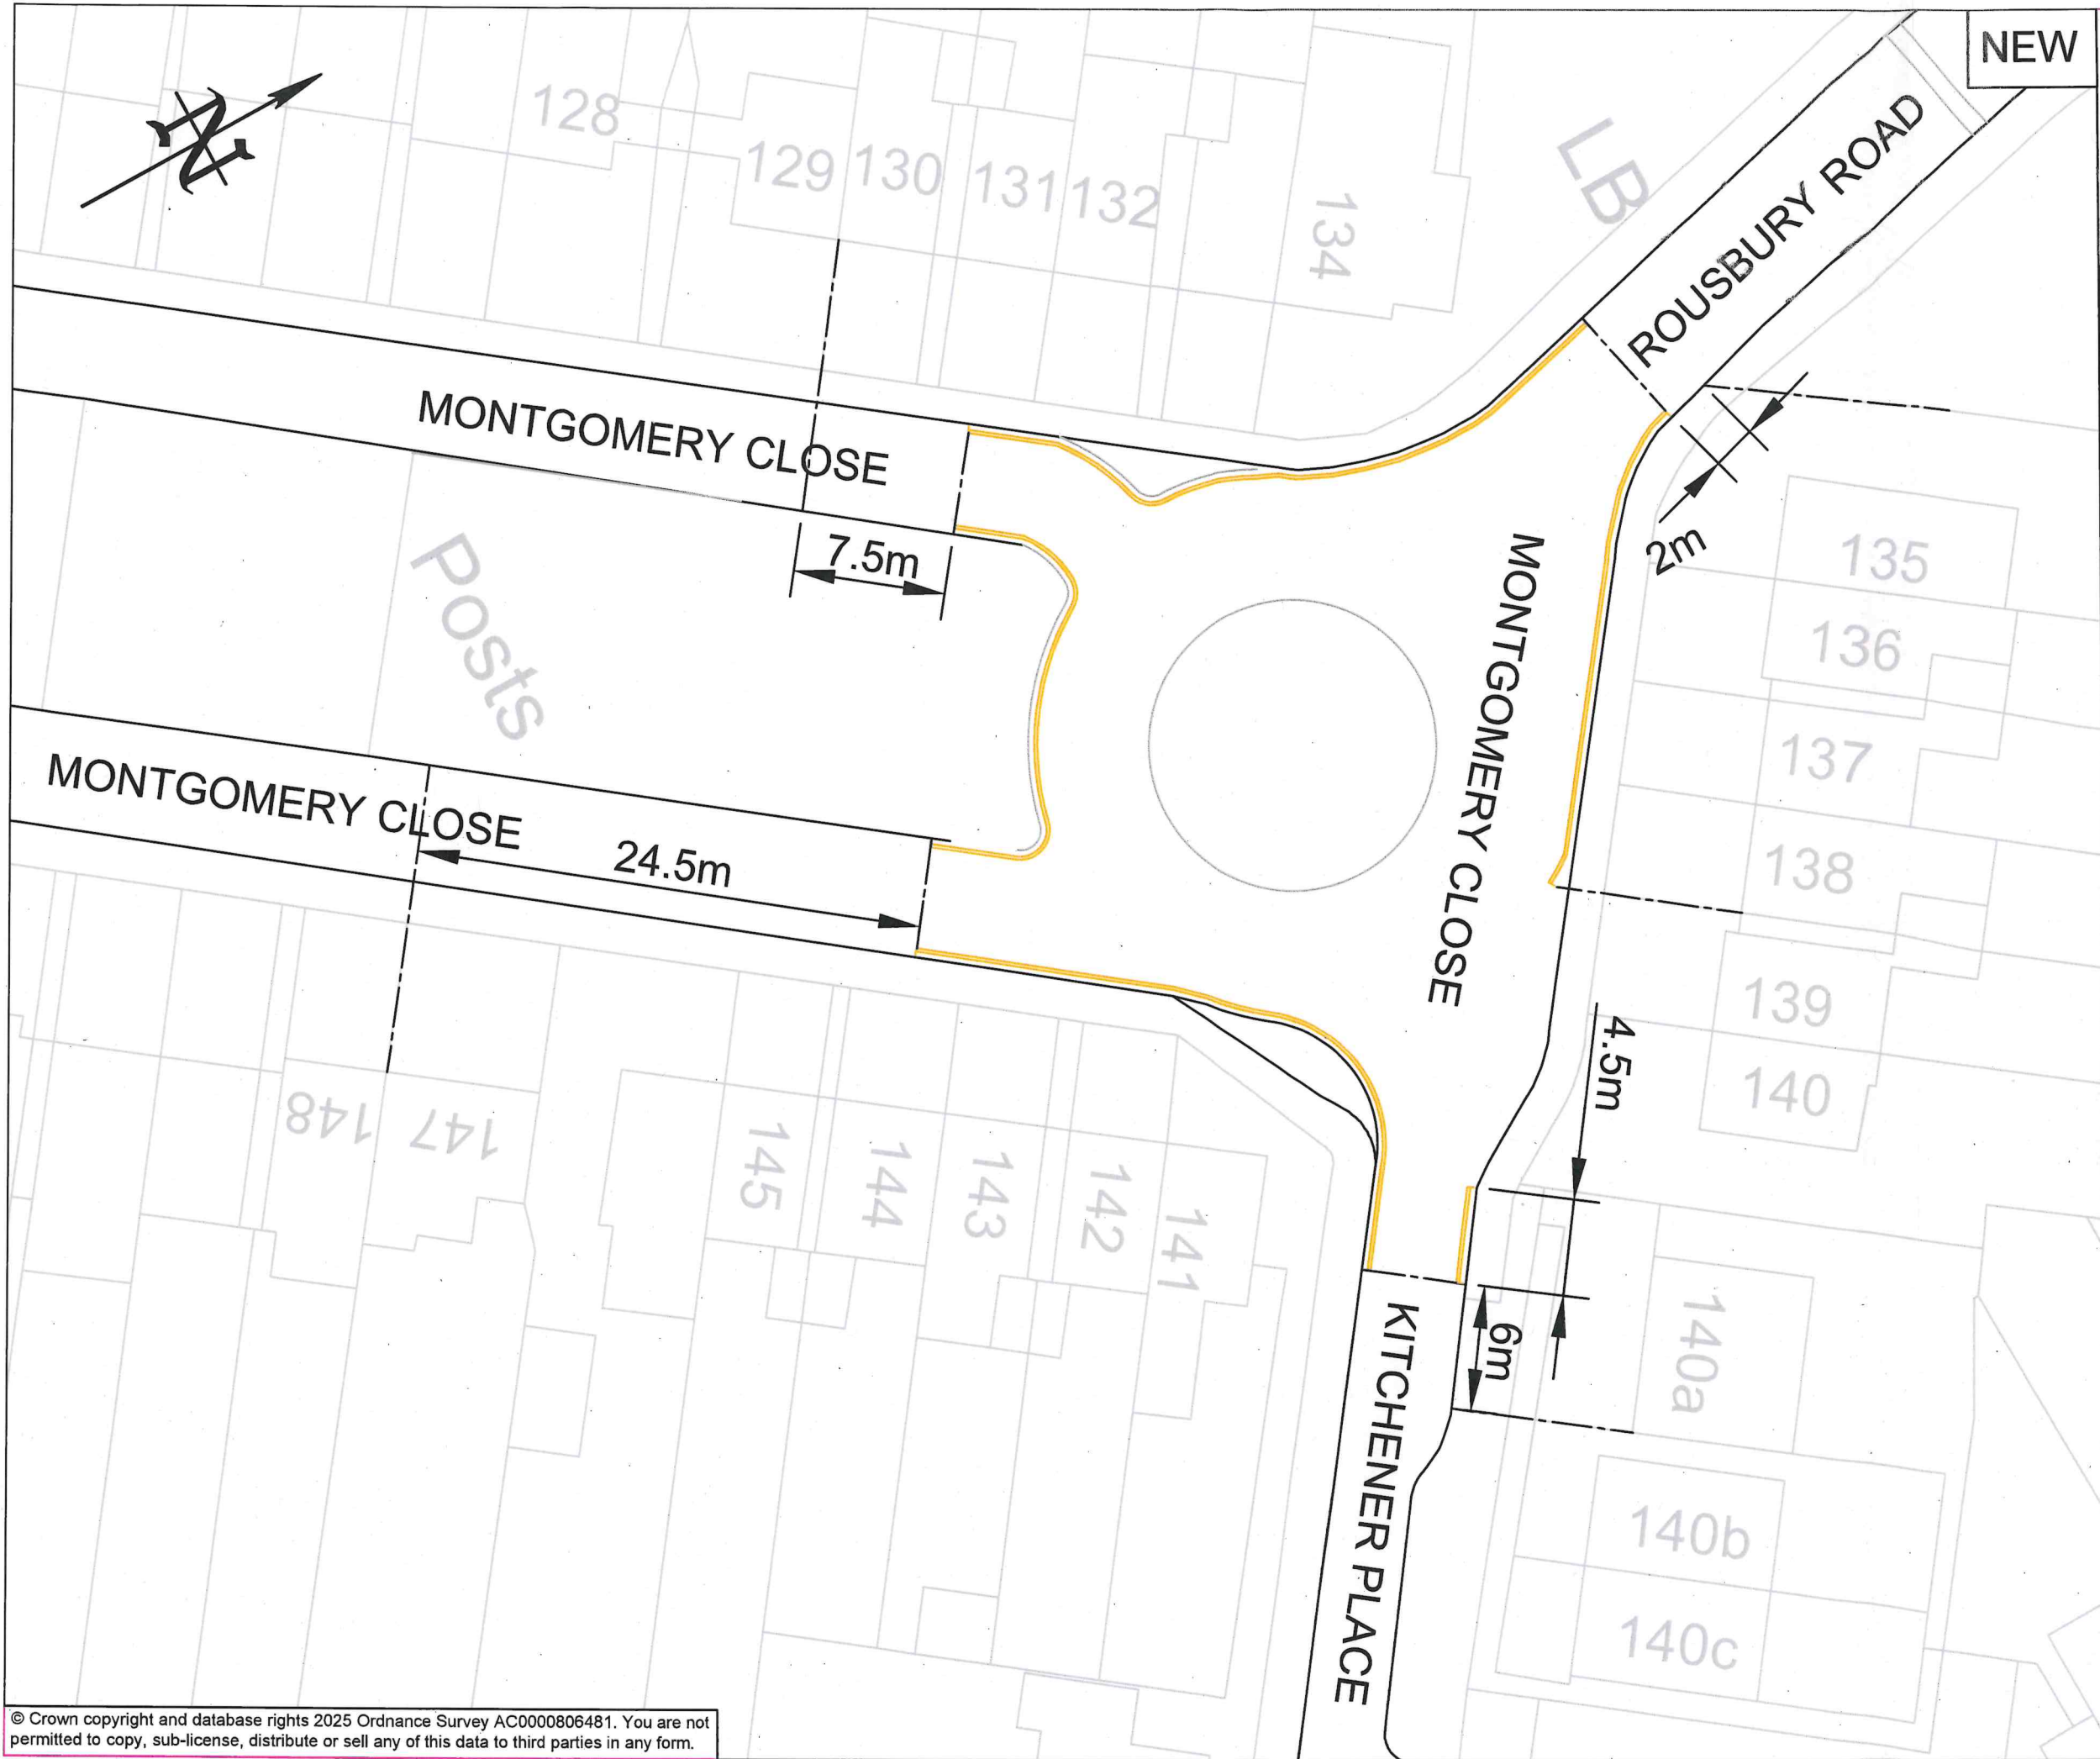 NEW
N
128
129
130
131
132
134
LB
ROUSBURY ROAD
MONTGOMERY CLOSE
7.5m
Posts
2m
135
136
137
138
139
140
MONTGOMERY CLOSE
MONTGOMERY CLOSE
24.5m
4.5m
148
147
145
144
143
142
141
6m
140a
KITCHENER PLACE
140b
140c
© Crown copyright and database rights 2025 Ordnance Survey AC0000806481. You are not
permitted to copy, sub-license, distribute or sell any of this data to third parties in any form.